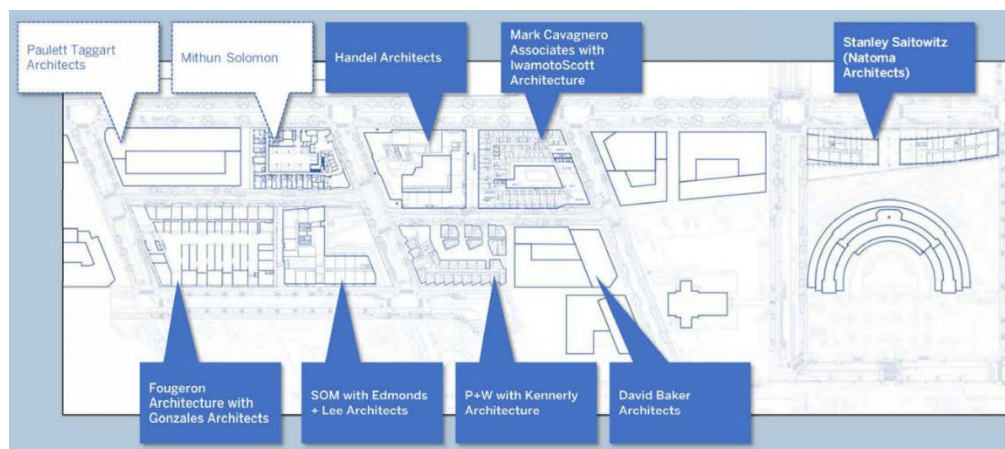 Paulett Taggart
Architects
Mithun Solomon
Handel Architects
Mark Cavagnero
Associates with
IwamotoScott
Architecture
Stanley Saitowitz
(Natoma
Architects)
Fougeron
Architecture with
Gonzales Architects
SOM with Edmonds
+ Lee Architects
P+W with Kennerly
Architecture
David Baker
Architects